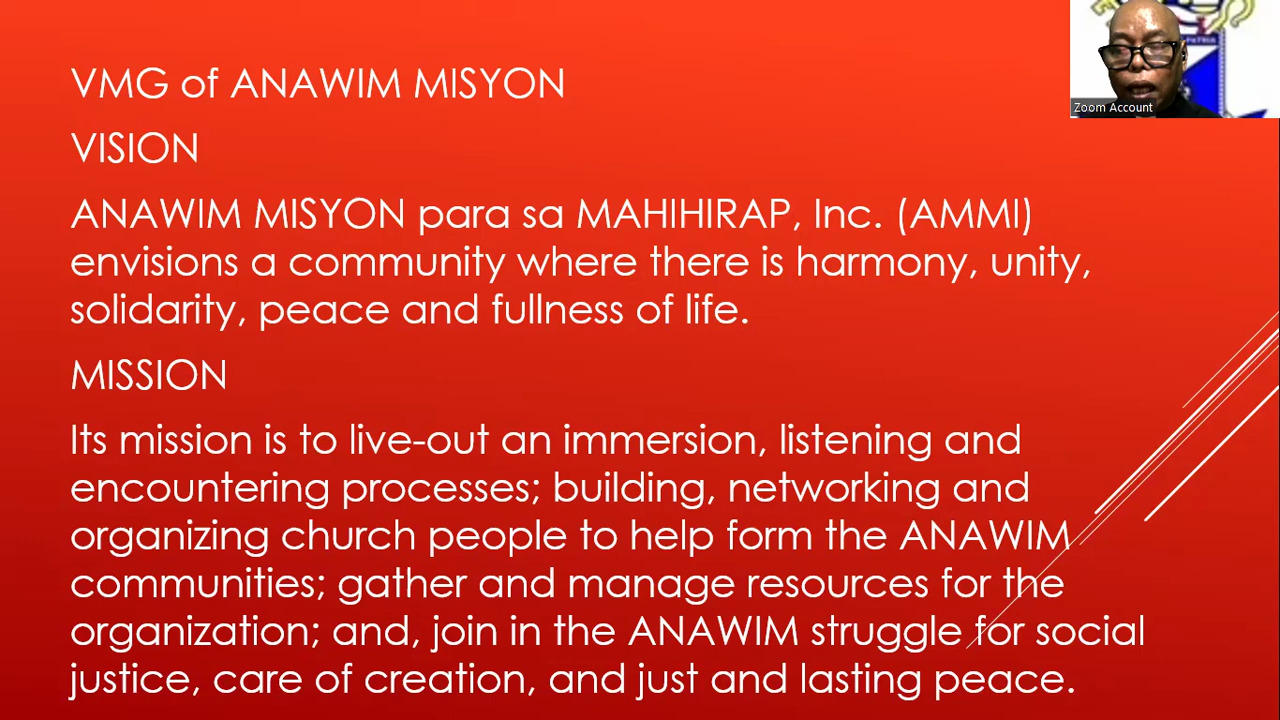 VMG of ANAWIM MISYON
VISION
ANAWIM MISYON para sa MAHIHIRAP, Inc. (AMMI)
envisions a community where there is harmony, unity,
solidarity, peace and fullness of life.
MISSION
Its mission is to live-out an immersion, listening and
encountering processes; building, networking and
organizing church people to help form the ANAWIM
communities; gather and manage resources for the
organization; and, join in the ANAWIM struggle for social
justice, care of creation, and just and lasting peace.
Zoom Account